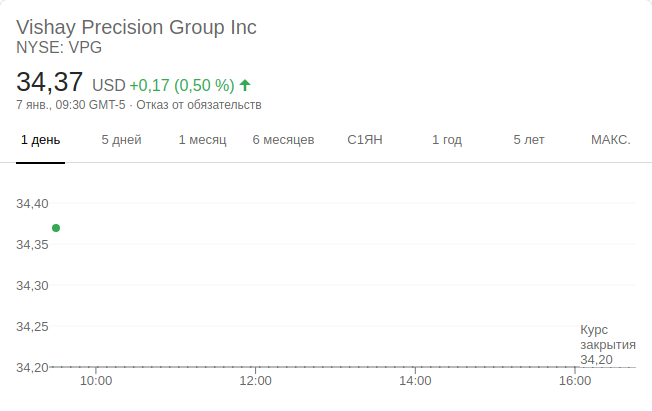 Vishay Precision Group Inc
NYSE: VPG
34,37 USD +0,17 (0,50 %)
7 янв., 09:30 GMT-5 · Отказ от обязательств
1 день 5 дней 1 месяц 6 месяцев С1ЯН 1 год 5 лет МАКС.
34,40
34,35
34,30
34,25
Курс
закрытия
34,20
34,20
10:00 12:00 14:00 16:00